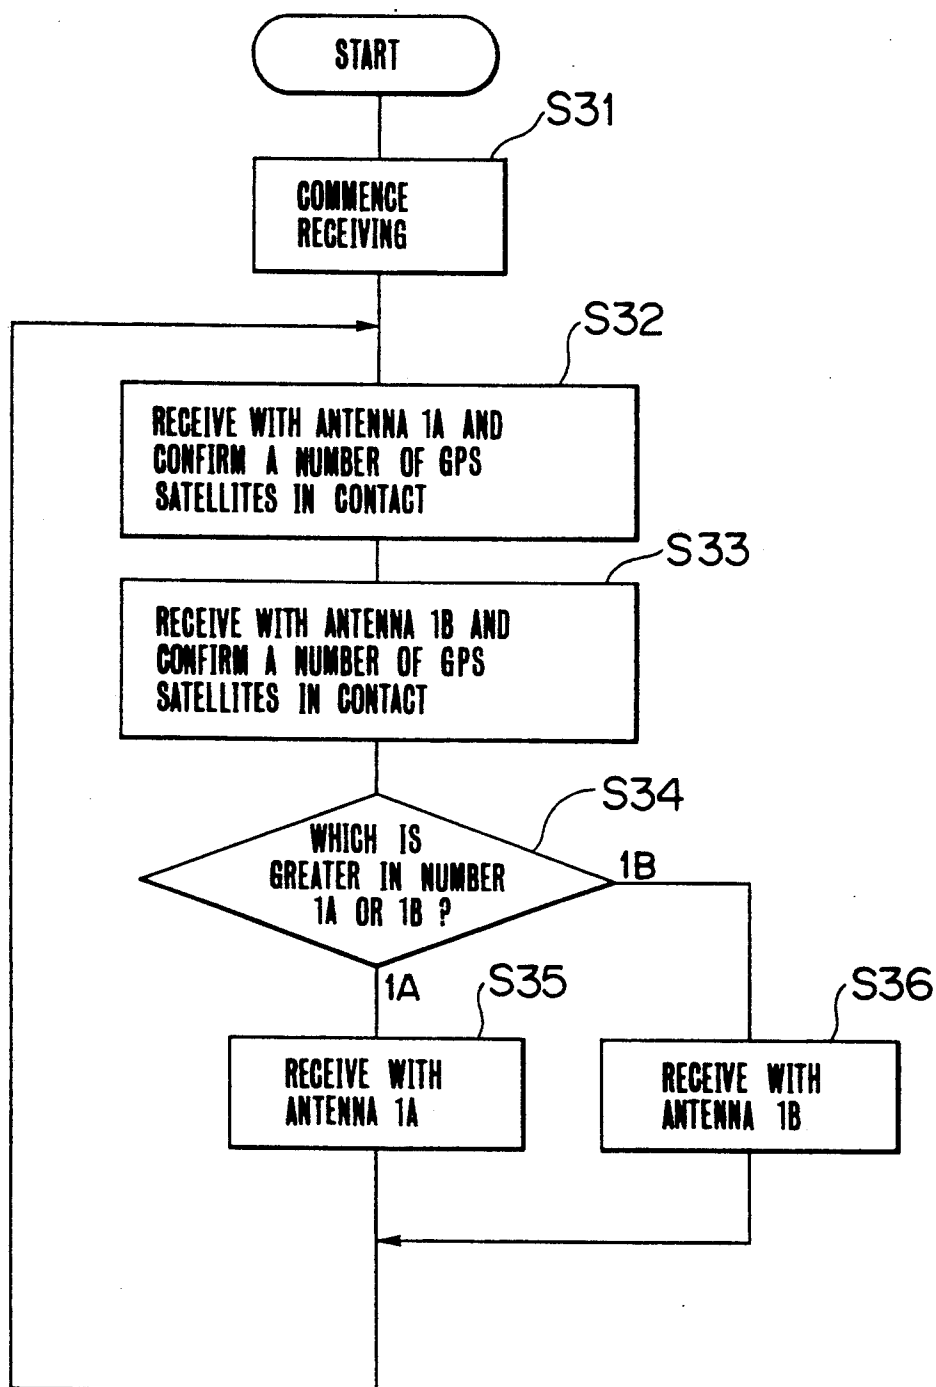 START
S31
COMMENCE
RECEIVING
S32
RECEIVE WITH ANTENNA 1A AND
CONFIRM A NUMBER OF GPS
SATELLITES IN CONTACT
S33
RECEIVE WITH ANTENNA 1B AND
CONFIRM A NUMBER OF GPS
SATELLITES IN CONTACT
S34
WHICH IS
GREATER IN NUMBER
1A OR 1B ?
1B
1A
S35
RECEIVE WITH
ANTENNA 1A
S36
RECEIVE WITH
ANTENNA 1B